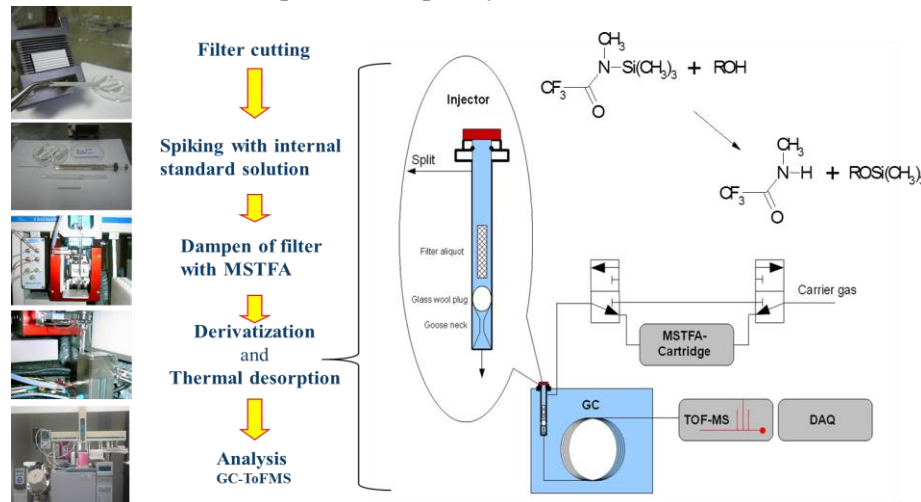 Filter cutting
Spiking with internal
standard solution
Dampen of filter
with MSTFA
Derivatization
and
Thermal desorption
Analysis
GC-ToFMS
Injector
Split
Filter aliquot
Glass wool plug
Goose neck
CH3
N—Si(CH3)3 + ROH
CF3
O
CH3
N—H + ROSi(CH3)3
CF3
O
Carrier gas
MSTFA-
Cartridge
GC
TOF-MS
DAQ